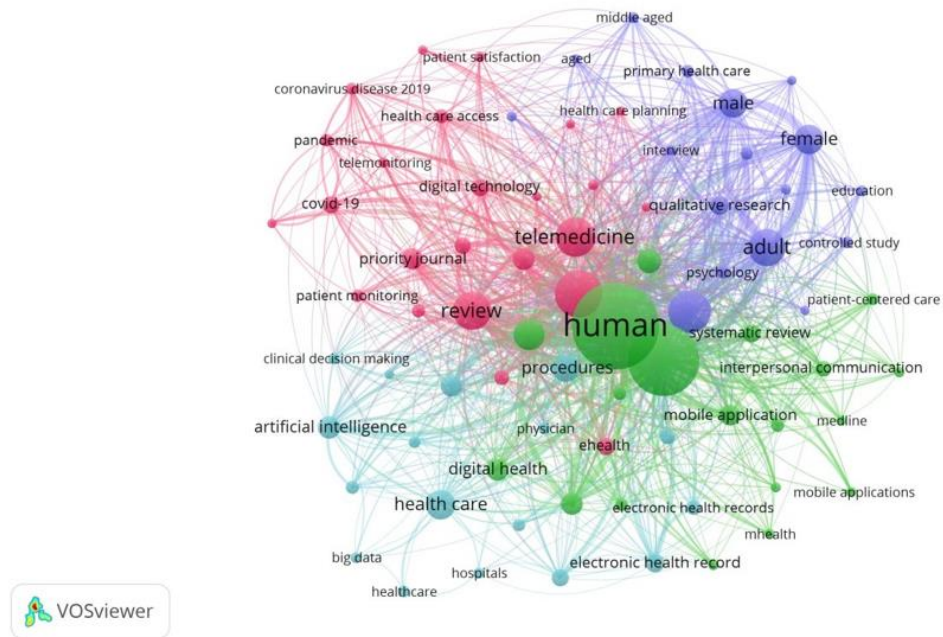 middle aged
patient satisfaction
aged
primary health care
coronavirus disease 2019
male
health care access
health care planning
pandemic
female
interview
telemonitoring
digital technology
education
covid-19
qualitative research
telemedicine
adult
controlled study
priority journal
psychology
patient monitoring
patient-centered care
review
human
systematic review
clinical decision making
procedures
interpersonal communication
artificial intelligence
mobile application
medline
physician
ehealth
digital health
mobile applications
health care
electronic health records
mhealth
big data
electronic health record
hospitals
healthcare
VOSviewer